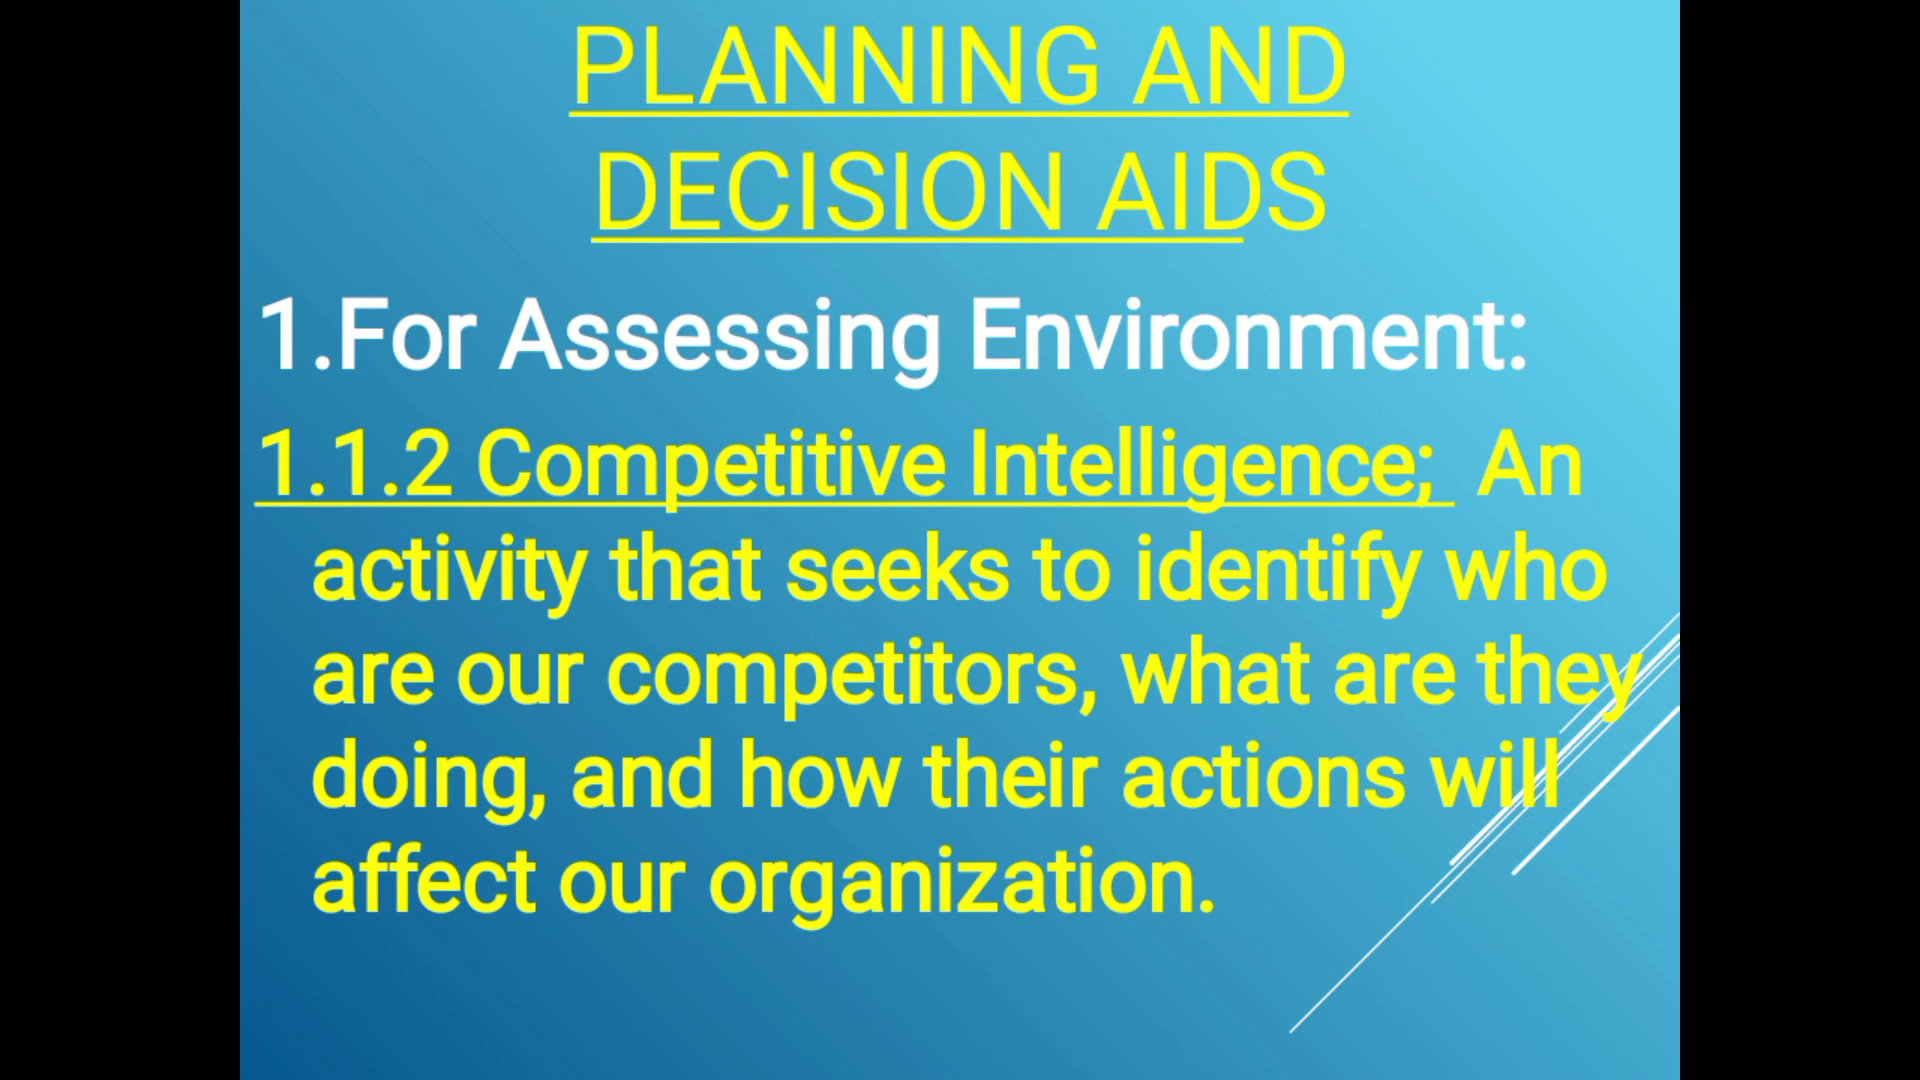 PLANNING AND
DECISION AIDS
1.For Assessing Environment:
1.1.2 Competitive Intelligence; An
activity that seeks to identify who
are our competitors, what are they
doing, and how their actions will
affect our organization.